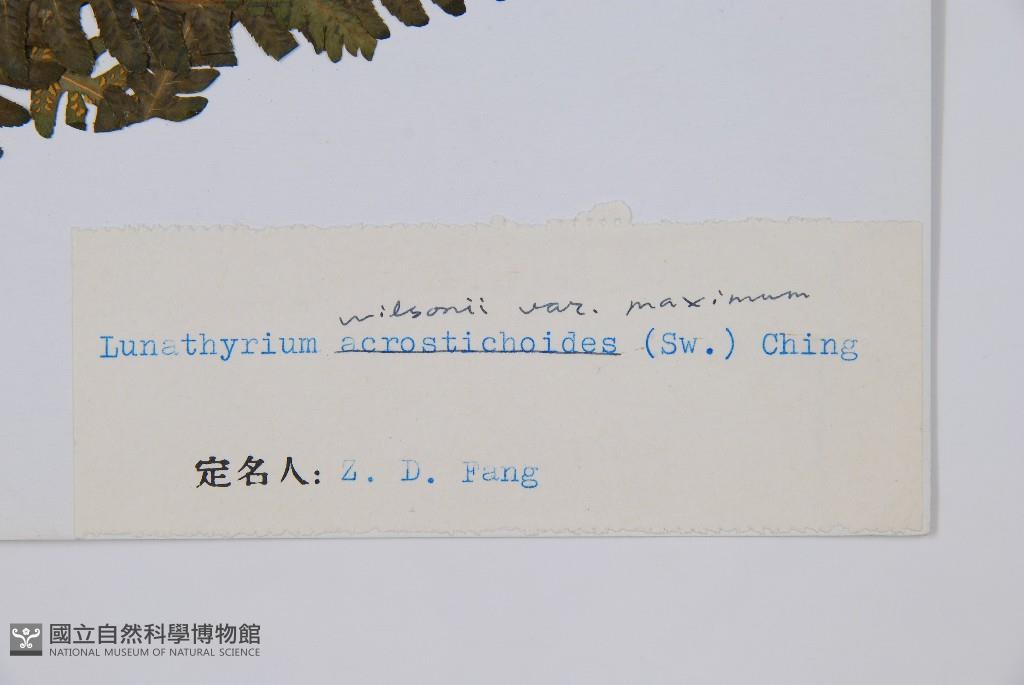 wilsonii var. maximum
Lunathyrium acrostichoides (Sw.) Ching
定名人: Z. D. Fang
國立自然科學博物館
NATIONAL MUSEUM OF NATURAL SCIENCE